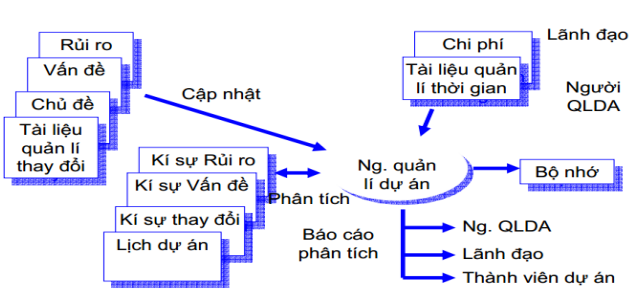 Rủi ro
Vấn đề
Chủ đề
Tài liệu
quản lí
thay đổi
Cập nhật
Chi phí
Tài liệu quản
lí thời gian
Lãnh đạo
Người
QLDA
Kí sự Rủi ro
Kí sự Vấn đề
Kí sự thay đổi
Lịch dự án
Phân tích
Ng. quản
lí dự án
Bộ nhớ
Báo cáo
phân tích
Ng. QLDA
Lãnh đạo
Thành viên dự án